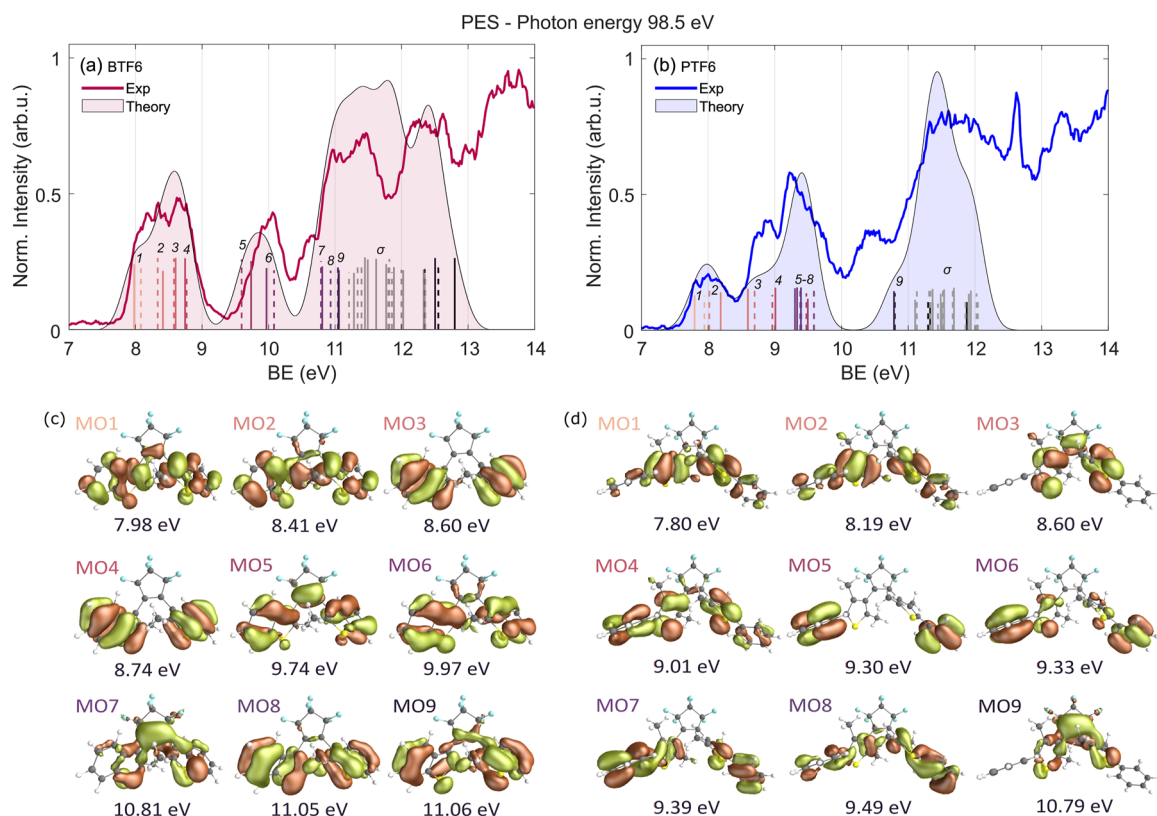 PES - Photon energy 98.5 eV
(a) BTF6
Exp
Theory
Norm. Intensity (arb.u.)
1
0.5
0
1 2 3 4 5 6 7 8 9 σ
7 8 9 10 11 12 13 14
BE (eV)
(b) PTF6
Exp
Theory
Norm. Intensity (arb.u.)
1
0.5
0
1 2 3 4 5-8 9 σ
7 8 9 10 11 12 13 14
BE (eV)
(c)
MO1 MO2 MO3
7.98 eV 8.41 eV 8.60 eV
MO4 MO5 MO6
8.74 eV 9.74 eV 9.97 eV
MO7 MO8 MO9
10.81 eV 11.05 eV 11.06 eV
(d)
MO1 MO2 MO3
7.80 eV 8.19 eV 8.60 eV
MO4 MO5 MO6
9.01 eV 9.30 eV 9.33 eV
MO7 MO8 MO9
9.39 eV 9.49 eV 10.79 eV